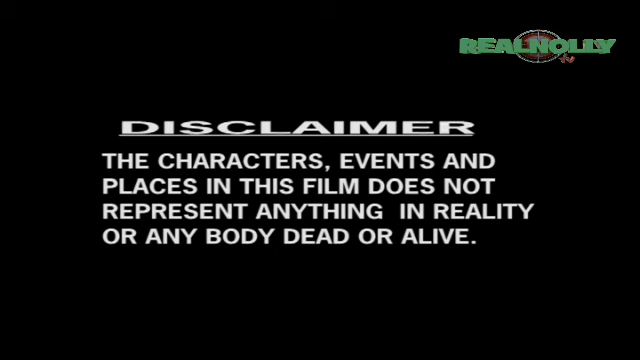 REALNOLLY
tv
DISCLAIMER
THE CHARACTERS, EVENTS AND
PLACES IN THIS FILM DOES NOT
REPRESENT ANYTHING IN REALITY
OR ANY BODY DEAD OR ALIVE.